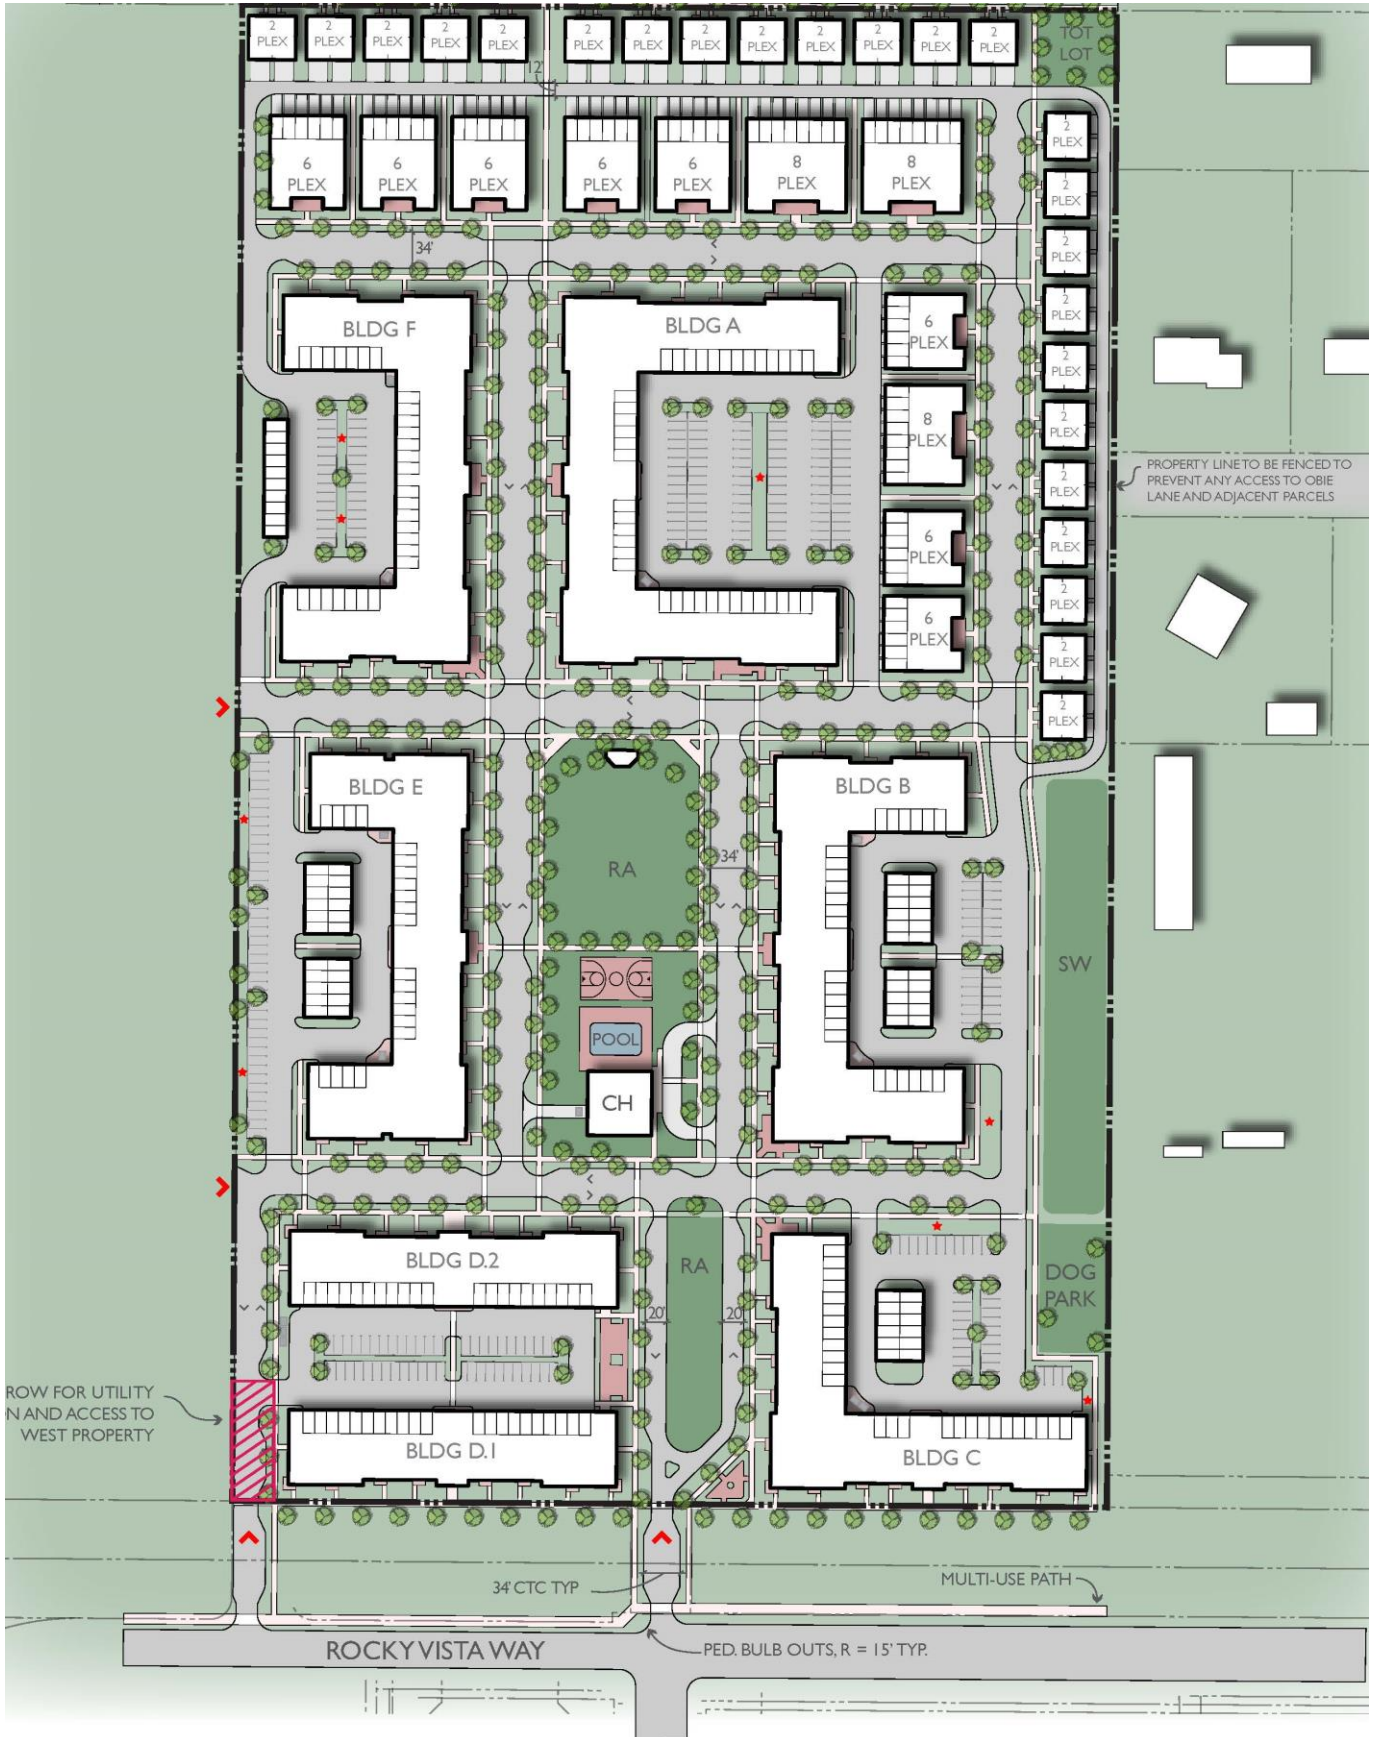 2
PLEX
2
PLEX
2
PLEX
2
PLEX
2
PLEX
2
PLEX
2
PLEX
2
PLEX
2
PLEX
2
PLEX
2
PLEX
2
PLEX
2
PLEX
TOT
LOT
12'
6
PLEX
6
PLEX
6
PLEX
6
PLEX
6
PLEX
8
PLEX
8
PLEX
2
PLEX
2
PLEX
2
PLEX
2
PLEX
2
PLEX
2
PLEX
2
PLEX
2
PLEX
2
PLEX
2
PLEX
2
PLEX
34'
BLDG F
BLDG A
6
PLEX
8
PLEX
6
PLEX
6
PLEX
PROPERTY LINE TO BE FENCED TO
PREVENT ANY ACCESS TO OBIE
LANE AND ADJACENT PARCELS
BLDG E
BLDG B
RA
34'
SW
POOL
CH
BLDG D.2
RA
20'
20'
DOG
PARK
ROW FOR UTILITY
N AND ACCESS TO
WEST PROPERTY
BLDG D.1
BLDG C
34' CTC TYP
MULTI-USE PATH
ROCKY VISTA WAY
PED. BULB OUTS, R = 15' TYP.